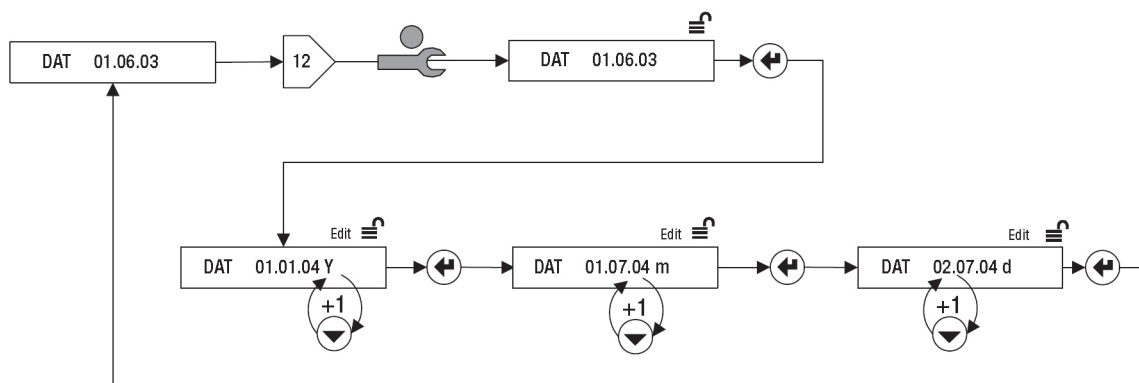 DAT 01.06.03
12
DAT 01.06.03
Edit
DAT 01.01.04 Y
+1
Edit
DAT 01.07.04 m
+1
Edit
DAT 02.07.04 d
+1